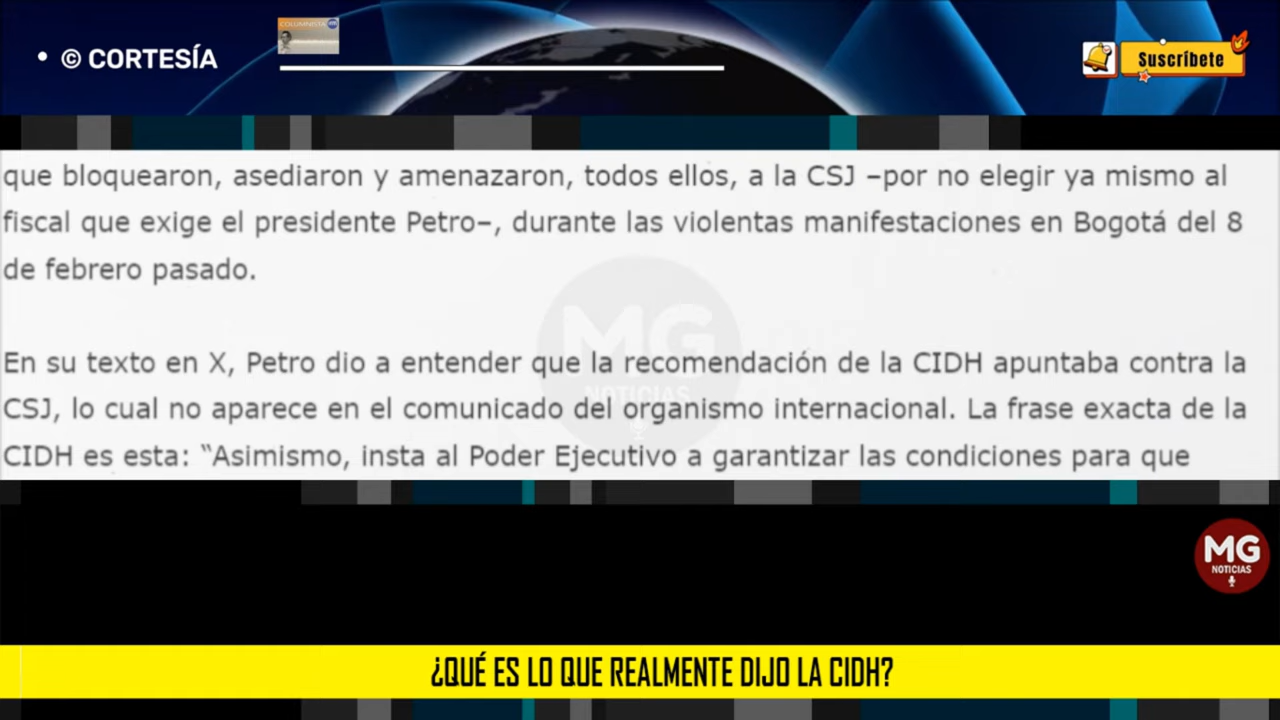 COLUMNISTA
• © CORTESÍA
Suscríbete
que bloquearon, asediaron y amenazaron, todos ellos, a la CSJ –por no elegir ya mismo al
fiscal que exige el presidente Petro–, durante las violentas manifestaciones en Bogotá del 8
de febrero pasado.
En su texto en X, Petro dio a entender que la recomendación de la CIDH apuntaba contra la
CSJ, lo cual no aparece en el comunicado del organismo internacional. La frase exacta de la
CIDH es esta: “Asimismo, insta al Poder Ejecutivo a garantizar las condiciones para que
MG
NOTICIAS
MG
NOTICIAS
¿QUÉ ES LO QUE REALMENTE DIJO LA CIDH?